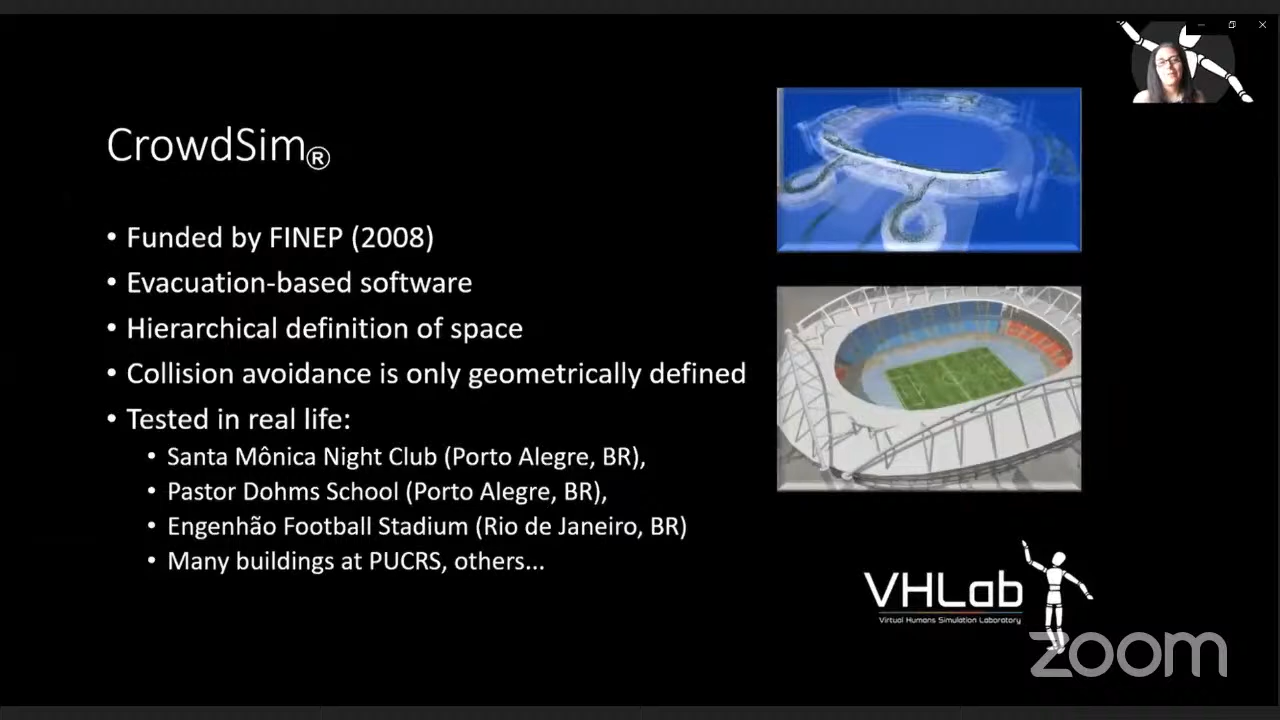 CrowdSim®
• Funded by FINEP (2008)
• Evacuation-based software
• Hierarchical definition of space
• Collision avoidance is only geometrically defined
• Tested in real life:
• Santa Mônica Night Club (Porto Alegre, BR),
• Pastor Dohms School (Porto Alegre, BR),
• Engenhão Football Stadium (Rio de Janeiro, BR)
• Many buildings at PUCRS, others...
VHLab
Virtual Humans Simulation Laboratory
zoom